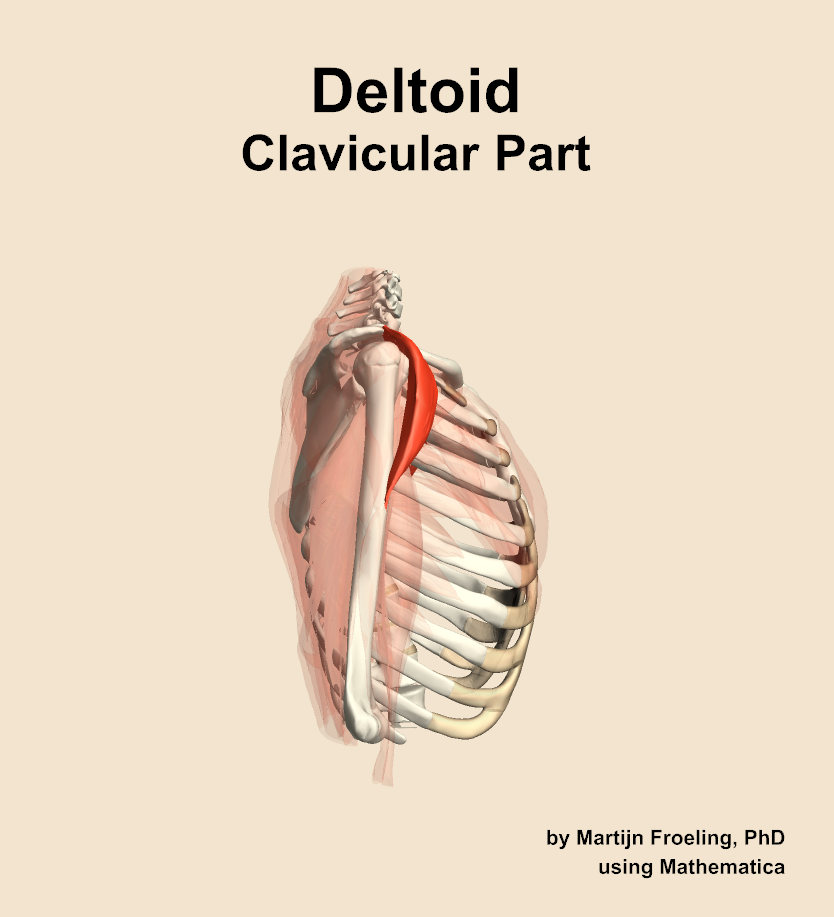 Deltoid
Clavicular Part
by Martijn Froeling, PhD
using Mathematica